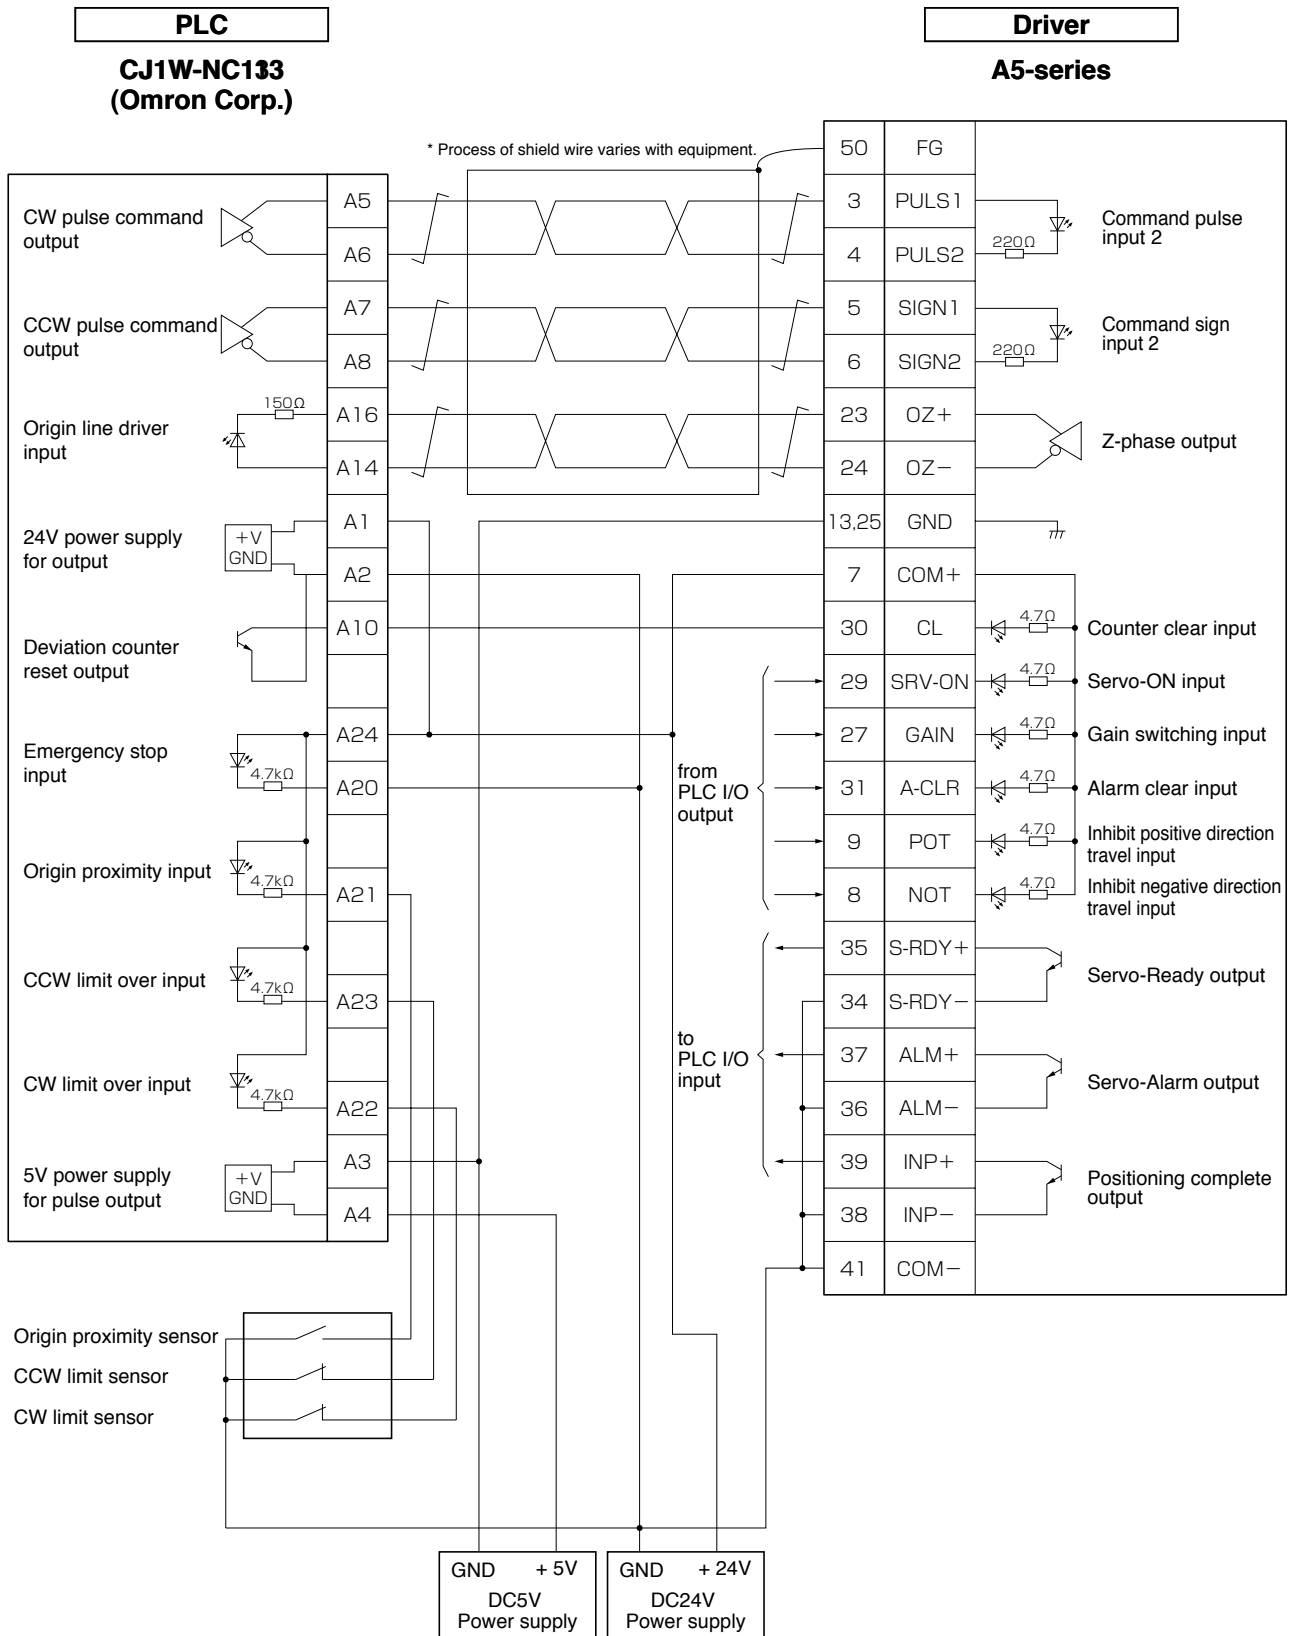 PLC
Driver
CJ1W-NC133
(Omron Corp.)
A5-series
* Process of shield wire varies with equipment.
CW pulse command
output
A5
A6
CCW pulse command
output
A7
A8
Origin line driver
input
150Ω
A16
A14
24V power supply
for output
+V
GND
A1
A2
Deviation counter
reset output
A10
Emergency stop
input
4.7kΩ
A24
A20
Origin proximity input
4.7kΩ
A21
CCW limit over input
4.7kΩ
A23
CW limit over input
4.7kΩ
A22
5V power supply
for pulse output
+V
GND
A3
A4
50 FG
3 PULS1
4 PULS2
220Ω
Command pulse
input 2
5 SIGN1
6 SIGN2
220Ω
Command sign
input 2
23 OZ+
24 OZ−
Z-phase output
13,25 GND
7 COM+
30 CL 4.7Ω Counter clear input
29 SRV-ON 4.7Ω Servo-ON input
27 GAIN 4.7Ω Gain switching input
31 A-CLR 4.7Ω Alarm clear input
9 POT 4.7Ω Inhibit positive direction
travel input
8 NOT 4.7Ω Inhibit negative direction
travel input
from
PLC I/O
output
35 S-RDY+
34 S-RDY−
Servo-Ready output
37 ALM+
36 ALM−
Servo-Alarm output
39 INP+
38 INP−
Positioning complete
output
41 COM−
to
PLC I/O
input
Origin proximity sensor
CCW limit sensor
CW limit sensor
GND + 5V
DC5V
Power supply
GND + 24V
DC24V
Power supply